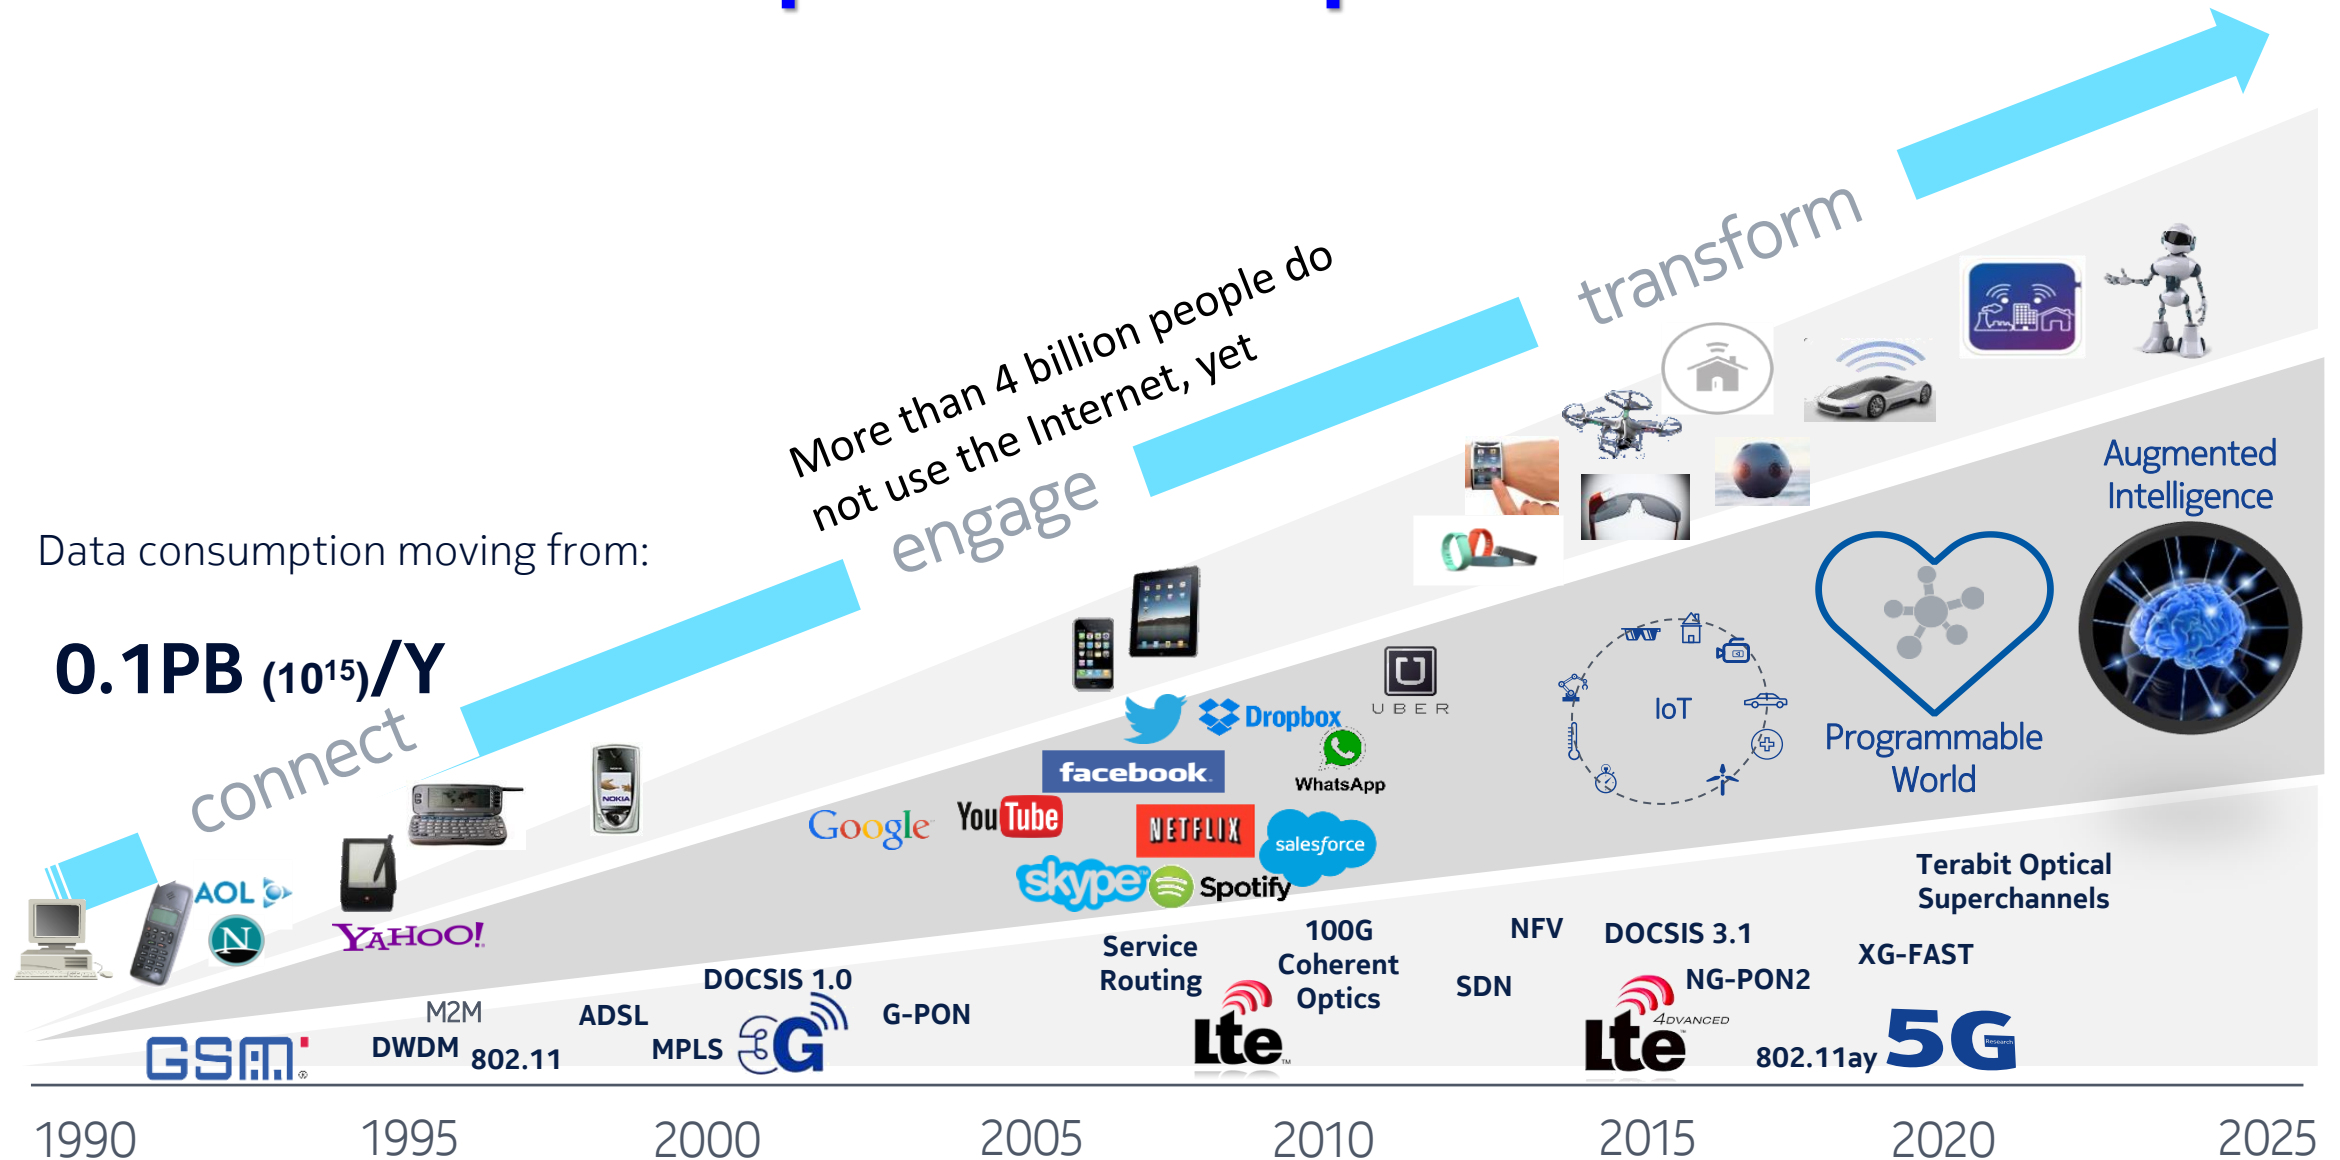 More than 4 billion people do
not use the Internet, yet
transform
engage
connect
Data consumption moving from:
0.1PB (10¹⁵)/Y
Augmented
Intelligence
IoT
Programmable
World
UBER
Dropbox
facebook
WhatsApp
Google
YouTube
NETFLIX
salesforce
skype
Spotify
NOKIA
AOL
N
YAHOO!
Terabit Optical
Superchannels
Service
Routing
100G
Coherent
Optics
NFV
DOCSIS 3.1
XG-FAST
SDN
NG-PON2
DOCSIS 1.0
M2M
ADSL
G-PON
GSM
DWDM
802.11
MPLS
3G
Lte
Lte
4DVANCED
802.11ay
5G
Research
1990
1995
2000
2005
2010
2015
2020
2025